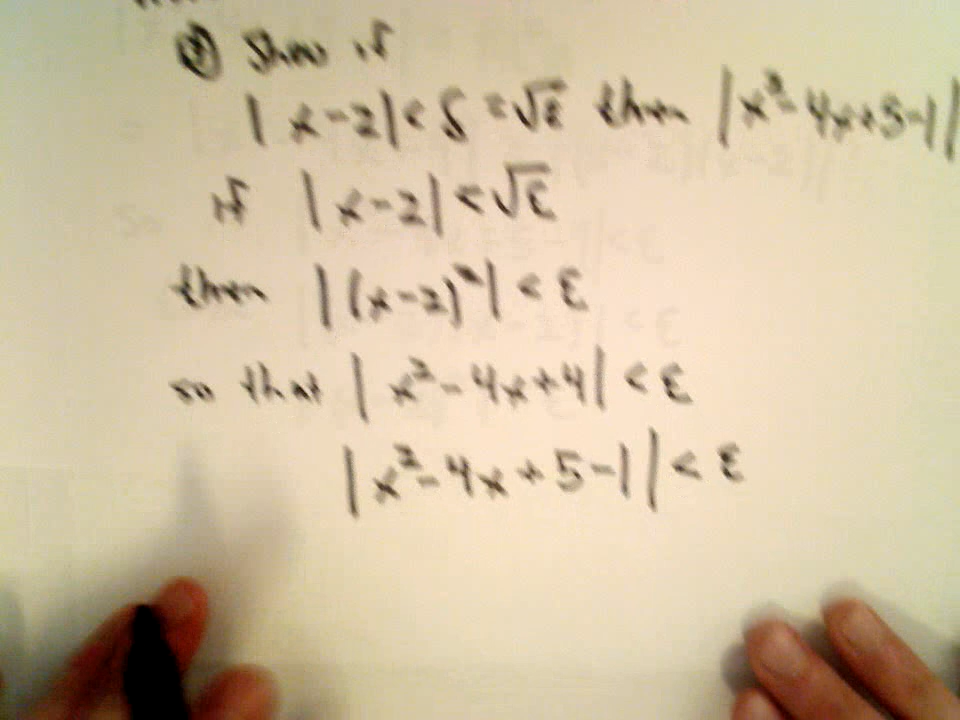 ② Show if
|x-2| < δ = √ε then |x²-4x+5-1|
if |x-2| < √ε
then |(x-2)²| < ε
so that |x²-4x+4| < ε
|x²-4x+5-1| < ε